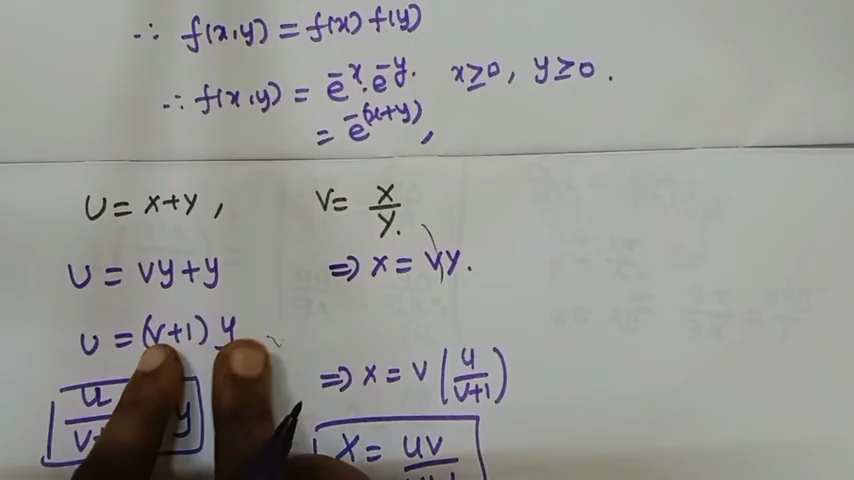 ∴ f(x,y) = f(x) f(y)
∴ f(x,y) = e^-x . e^-y. x≥0, y≥0.
= e^-(x+y),
U = X+Y, V = X/Y.
U = VY+Y ⇒ X = VY.
U = (V+1) Y
⇒ X = V (U/(V+1))
U/ Y
X = UV/